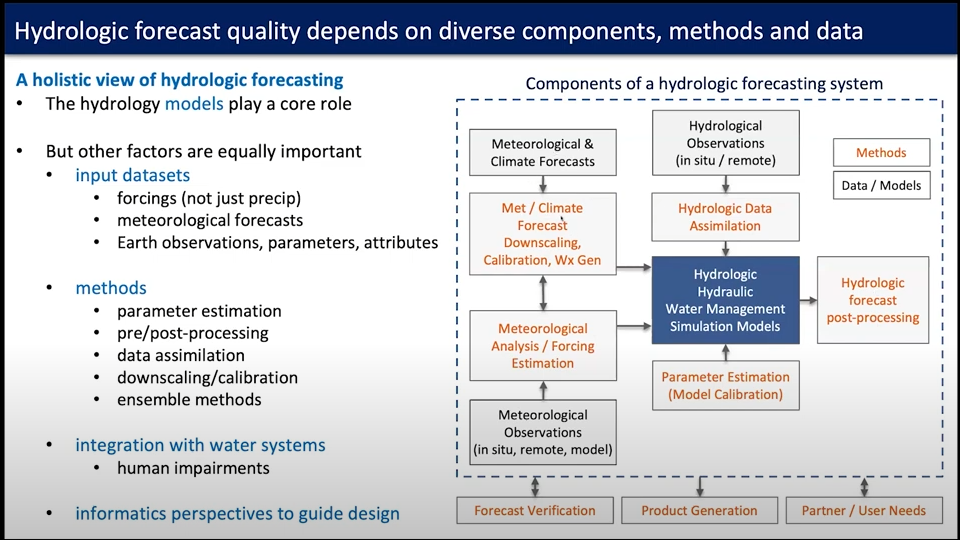 Hydrologic forecast quality depends on diverse components, methods and data
A holistic view of hydrologic forecasting
• The hydrology models play a core role
• But other factors are equally important
• input datasets
• forcings (not just precip)
• meteorological forecasts
• Earth observations, parameters, attributes
• methods
• parameter estimation
• pre/post-processing
• data assimilation
• downscaling/calibration
• ensemble methods
• integration with water systems
• human impairments
• informatics perspectives to guide design
Components of a hydrologic forecasting system
Meteorological &
Climate Forecasts
Hydrological
Observations
(in situ / remote)
Methods
Data / Models
Met / Climate
Forecast
Downscaling,
Calibration, Wx Gen
Hydrologic Data
Assimilation
Hydrologic
Hydraulic
Water Management
Simulation Models
Hydrologic
forecast
post-processing
Meteorological
Analysis / Forcing
Estimation
Parameter Estimation
(Model Calibration)
Meteorological
Observations
(in situ, remote, model)
Forecast Verification
Product Generation
Partner / User Needs